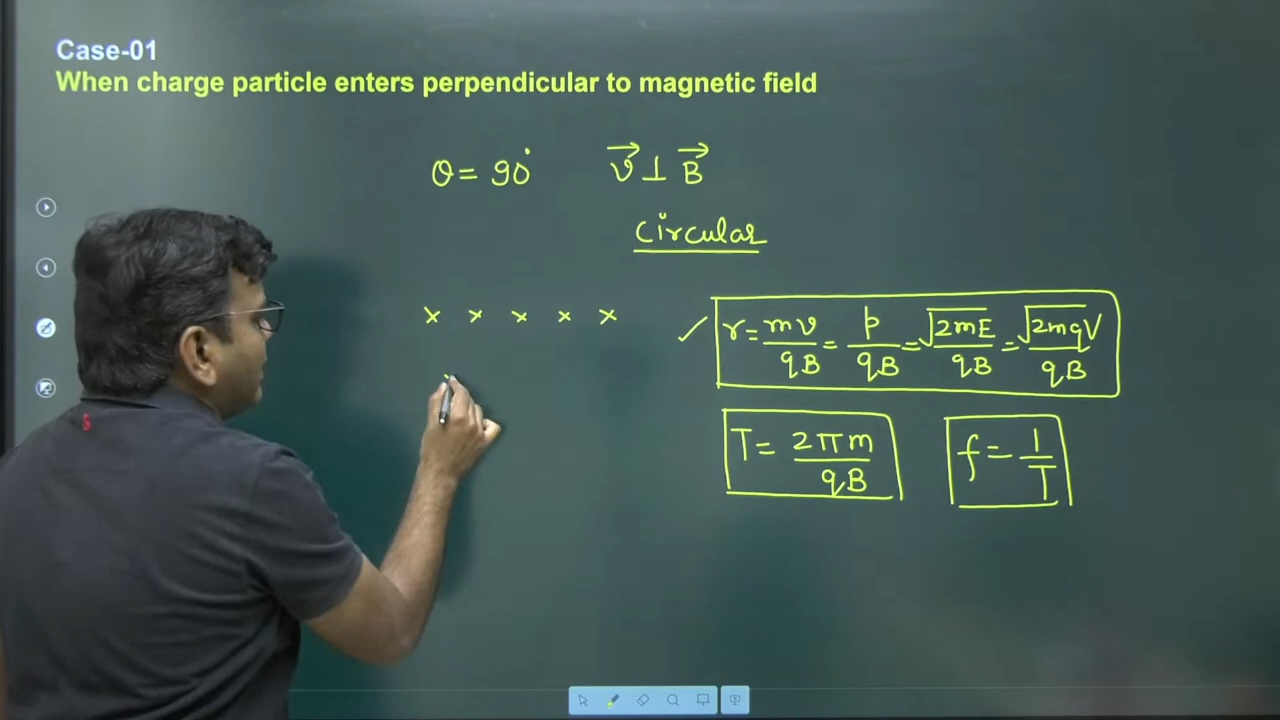 Case-01
When charge particle enters perpendicular to magnetic field
θ = 90° v⃗ ⊥ B⃗
Circular
× × × × ×
✓ r = mv/qB = p/qB = √2mE/qB = √2mqV/qB
T = 2πm/qB f = 1/T